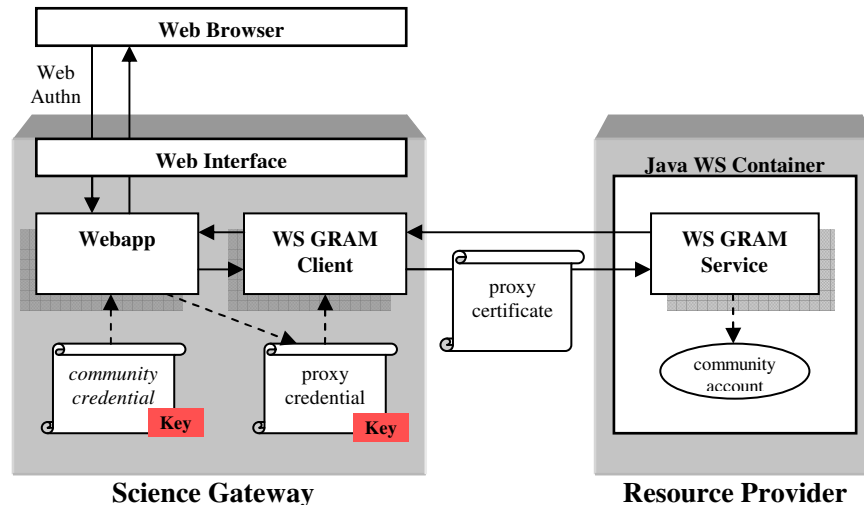 Web Browser
Web
Authn
Web Interface
Java WS Container
Webapp
WS GRAM
Client
WS GRAM
Service
proxy
certificate
community
credential
Key
proxy
credential
Key
community
account
Science Gateway
Resource Provider